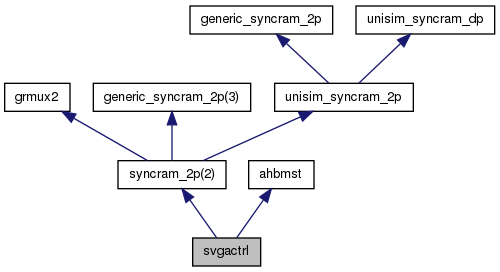 generic_syncram_2p
unisim_syncram_dp
grmux2
generic_syncram_2p(3)
unisim_syncram_2p
syncram_2p(2)
ahbmst
svgactrl